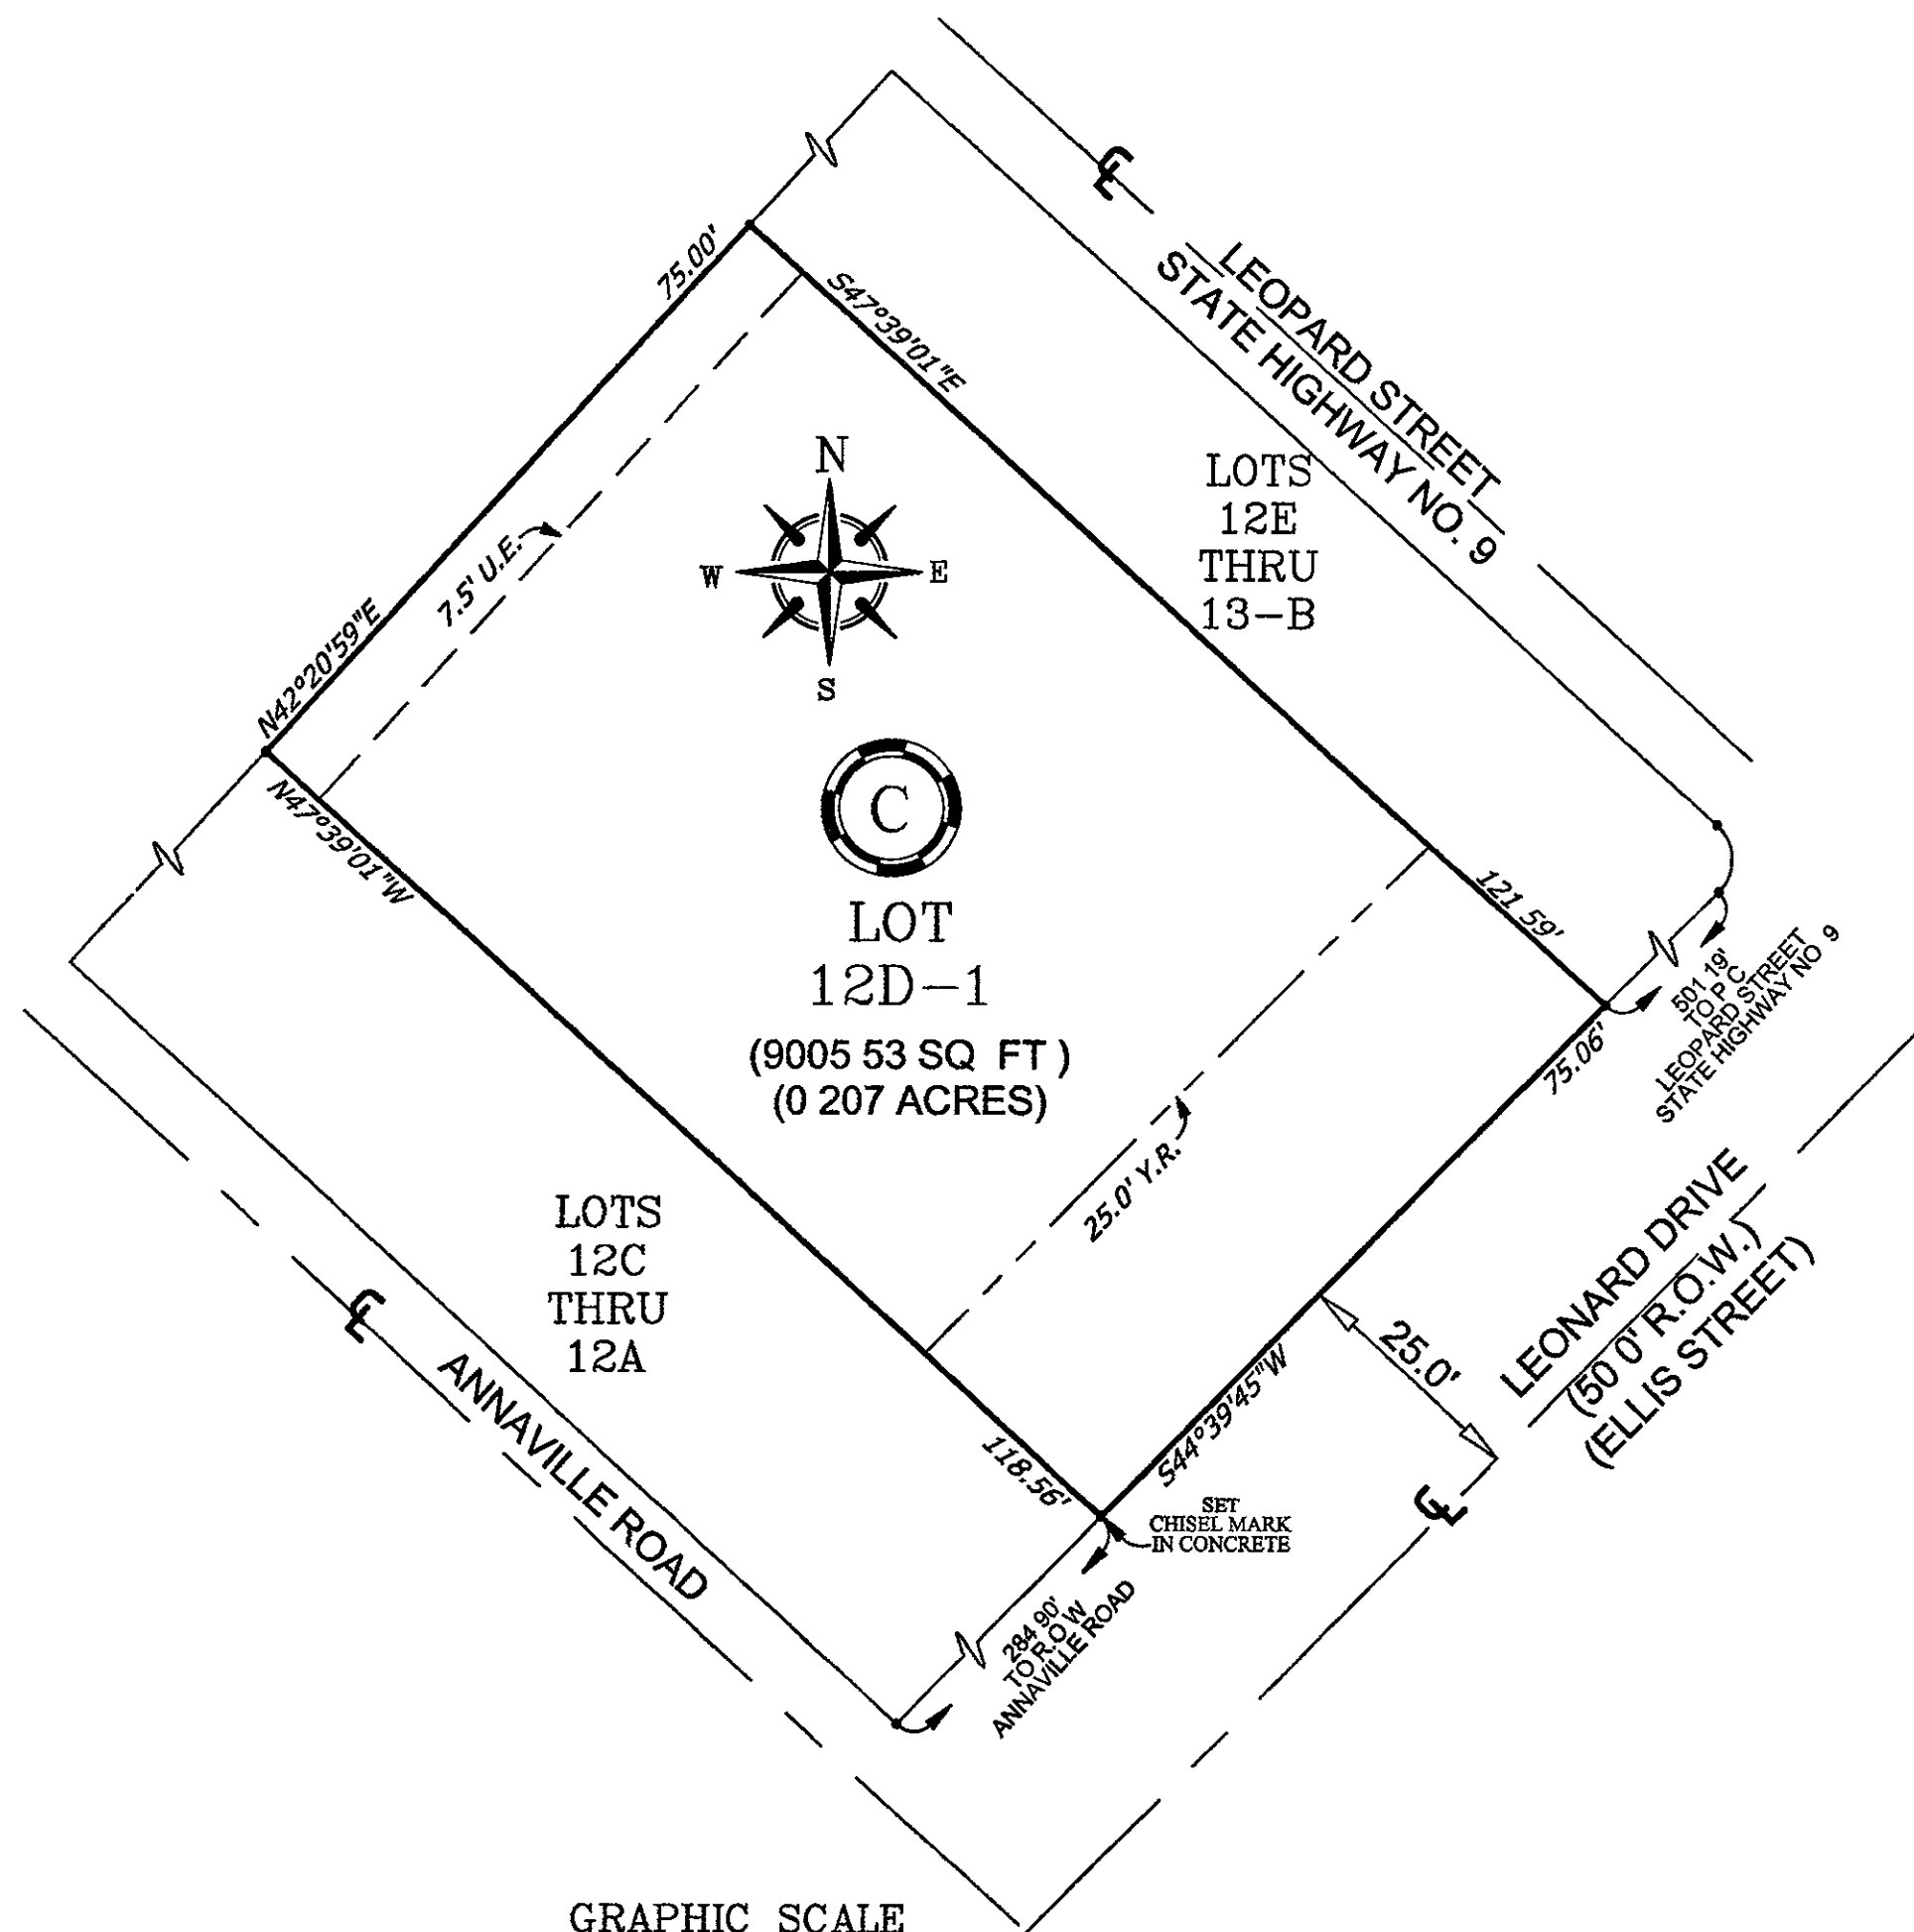 LEOPARD STREET
STATE HIGHWAY NO. 9
75.00'
S47°39'01"E
N
W
E
S
LOTS
12E
THRU
13-B
7.5' U.E.
N42°20'59"E
N47°39'01"W
C
LOT
12D-1
(9005 53 SQ FT )
(0 207 ACRES)
121 59'
501 19'
TO P C
LEOPARD STREET
STATE HIGHWAY NO 9
75.06'
25.0' Y.R.
LEONARD DRIVE
(50 0' R.O.W.)
(ELLIS STREET)
25.0'
S44°39'45"W
LOTS
12C
THRU
12A
ANNAVILLE ROAD
118.56'
SET
CHISEL MARK
IN CONCRETE
284 90'
TO R.O W
ANNAVILLE ROAD
GRAPHIC SCALE